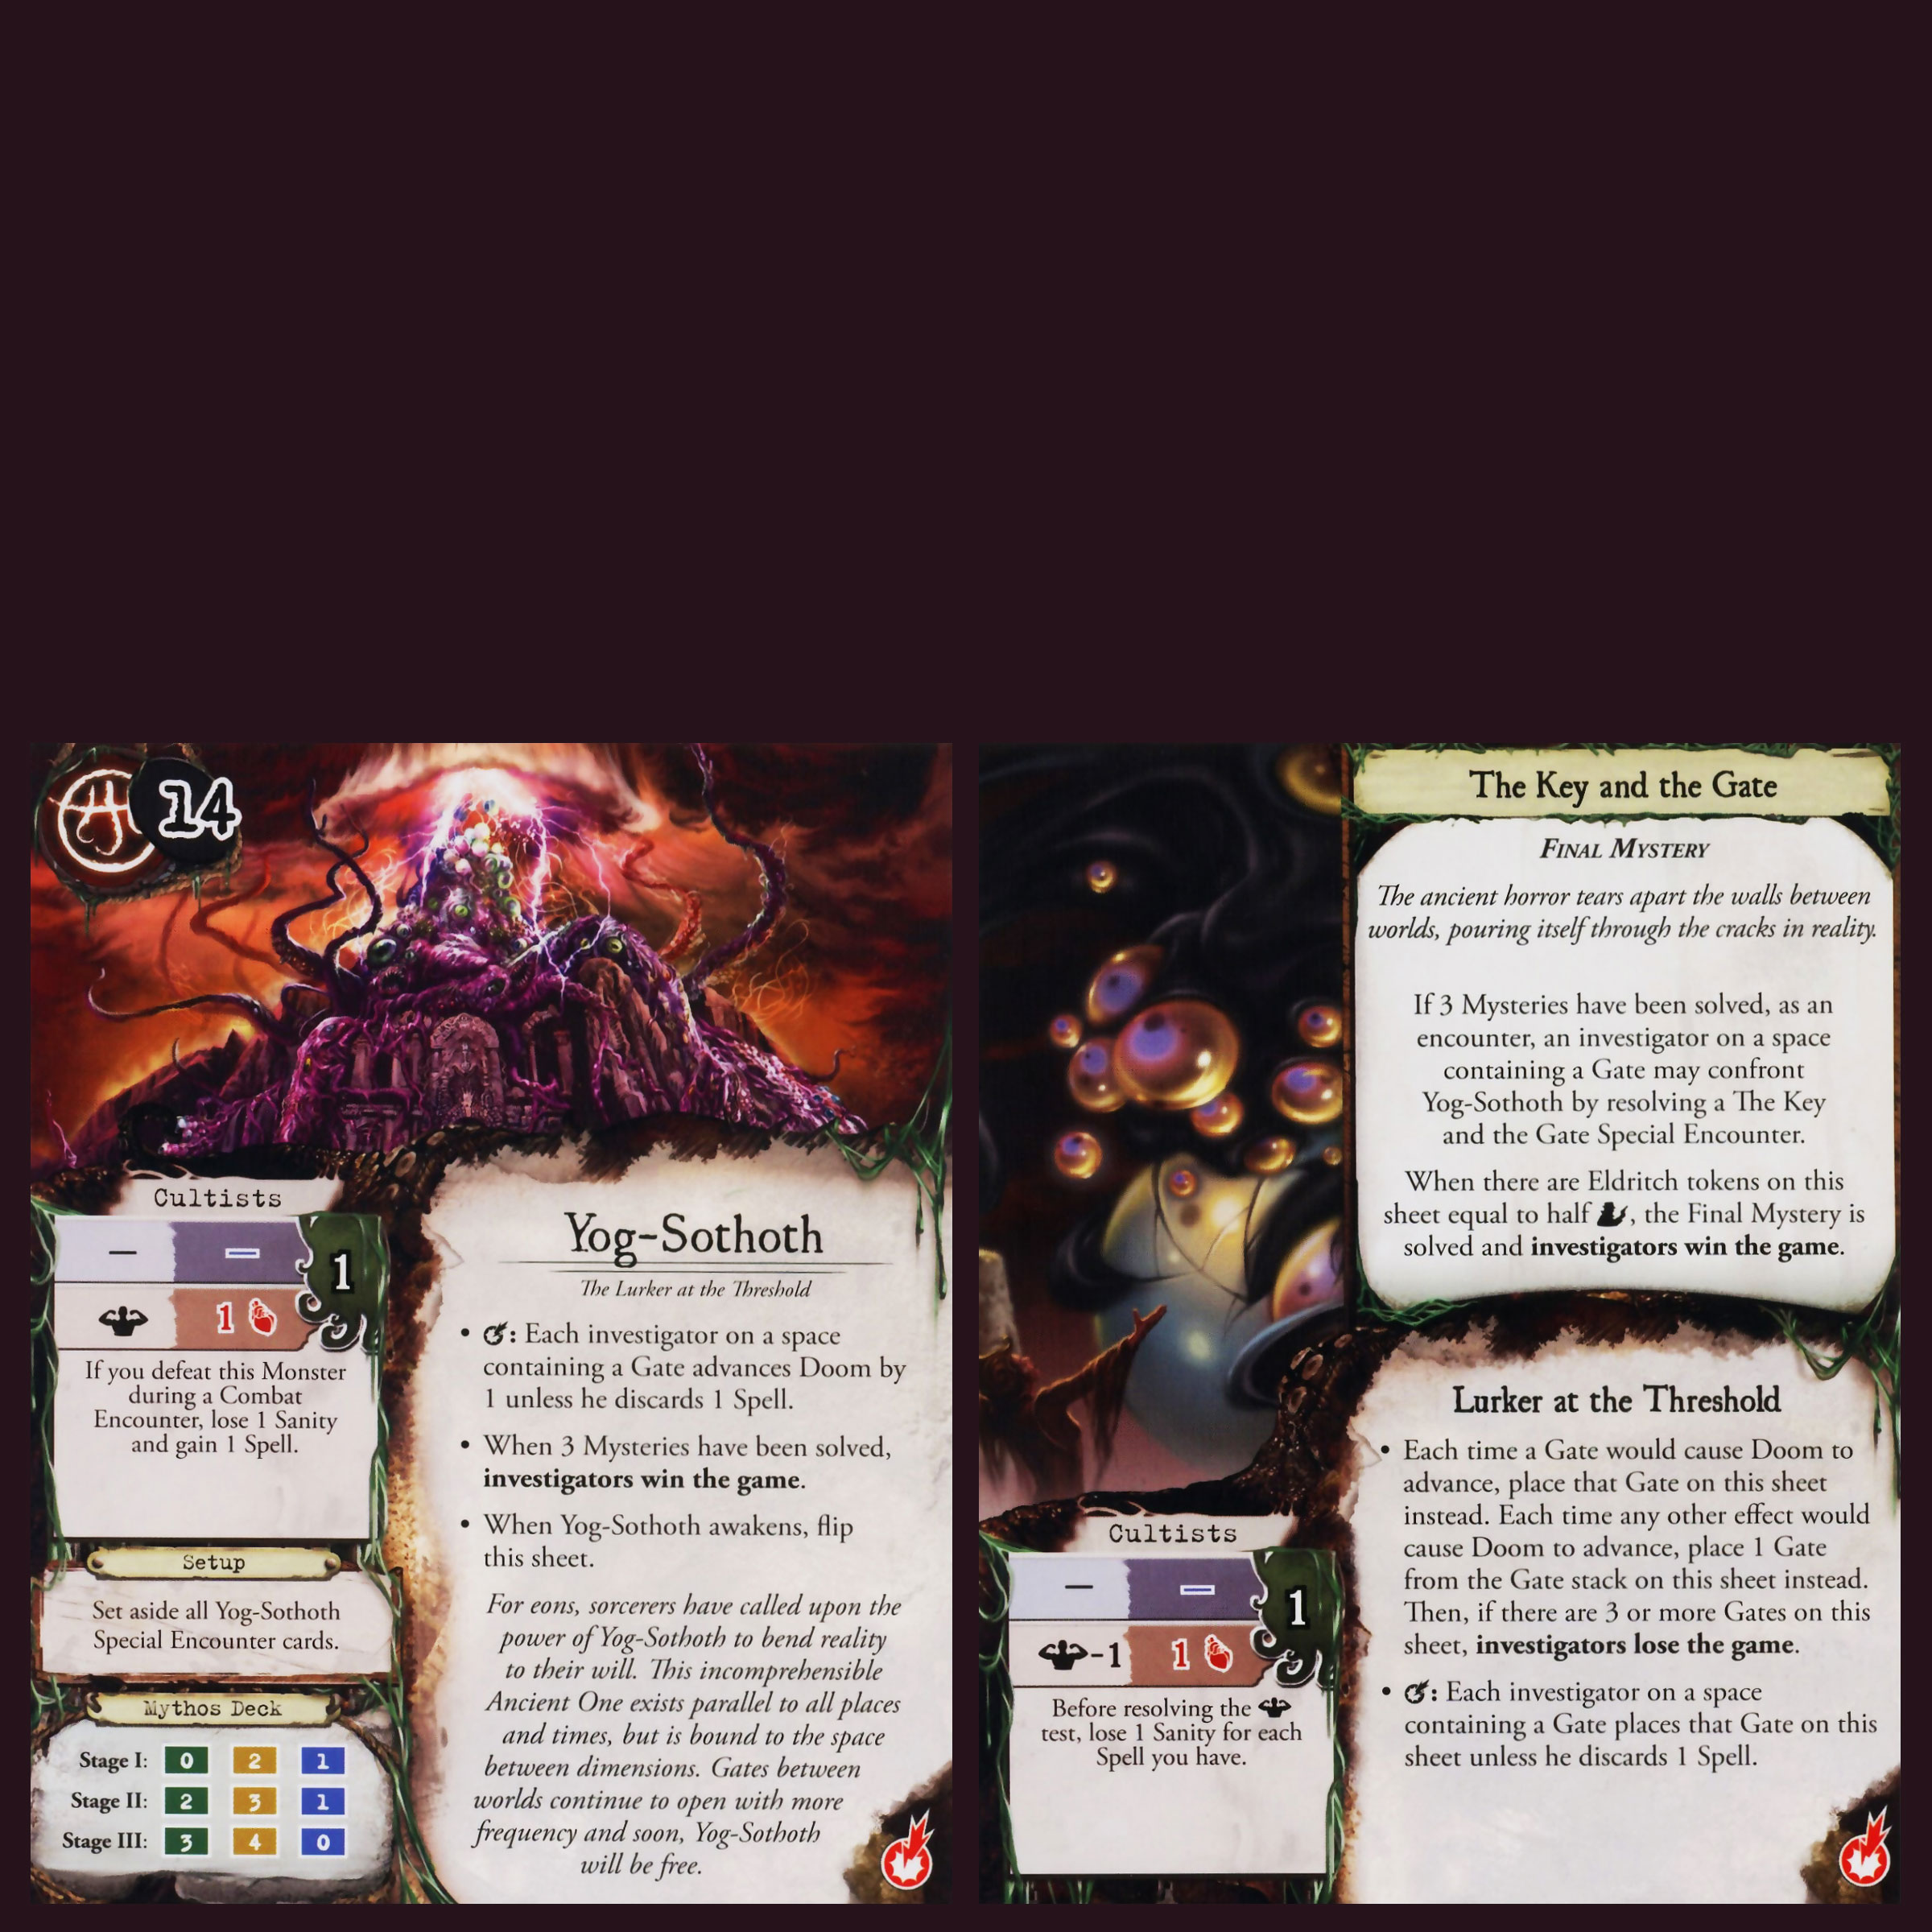 14
Cultists
— —
1
1
If you defeat this Monster
during a Combat
Encounter, lose 1 Sanity
and gain 1 Spell.
Setup
Set aside all Yog-Sothoth
Special Encounter cards.
Mythos Deck
Stage I: 0 2 1
Stage II: 2 3 1
Stage III: 3 4 0
Yog-Sothoth
The Lurker at the Threshold
• : Each investigator on a space
containing a Gate advances Doom by
1 unless he discards 1 Spell.
• When 3 Mysteries have been solved,
investigators win the game.
• When Yog-Sothoth awakens, flip
this sheet.
For eons, sorcerers have called upon the
power of Yog-Sothoth to bend reality
to their will. This incomprehensible
Ancient One exists parallel to all places
and times, but is bound to the space
between dimensions. Gates between
worlds continue to open with more
frequency and soon, Yog-Sothoth
will be free.
The Key and the Gate
Final Mystery
The ancient horror tears apart the walls between
worlds, pouring itself through the cracks in reality.
If 3 Mysteries have been solved, as an
encounter, an investigator on a space
containing a Gate may confront
Yog-Sothoth by resolving a The Key
and the Gate Special Encounter.
When there are Eldritch tokens on this
sheet equal to half , the Final Mystery is
solved and investigators win the game.
Cultists
— —
1
-1 1
Before resolving the
test, lose 1 Sanity for each
Spell you have.
Lurker at the Threshold
• Each time a Gate would cause Doom to
advance, place that Gate on this sheet
instead. Each time any other effect would
cause Doom to advance, place 1 Gate
from the Gate stack on this sheet instead.
Then, if there are 3 or more Gates on this
sheet, investigators lose the game.
• : Each investigator on a space
containing a Gate places that Gate on this
sheet unless he discards 1 Spell.